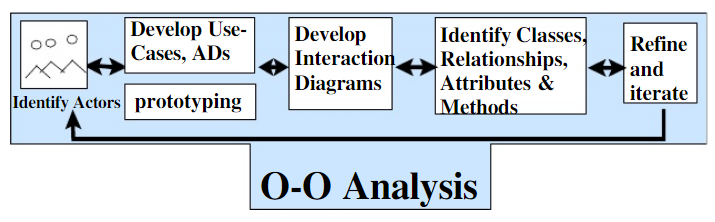 Identify Actors
Develop Use-
Cases, ADs
prototyping
Develop
Interaction
Diagrams
Identify Classes,
Relationships,
Attributes &
Methods
Refine
and
iterate
O-O Analysis